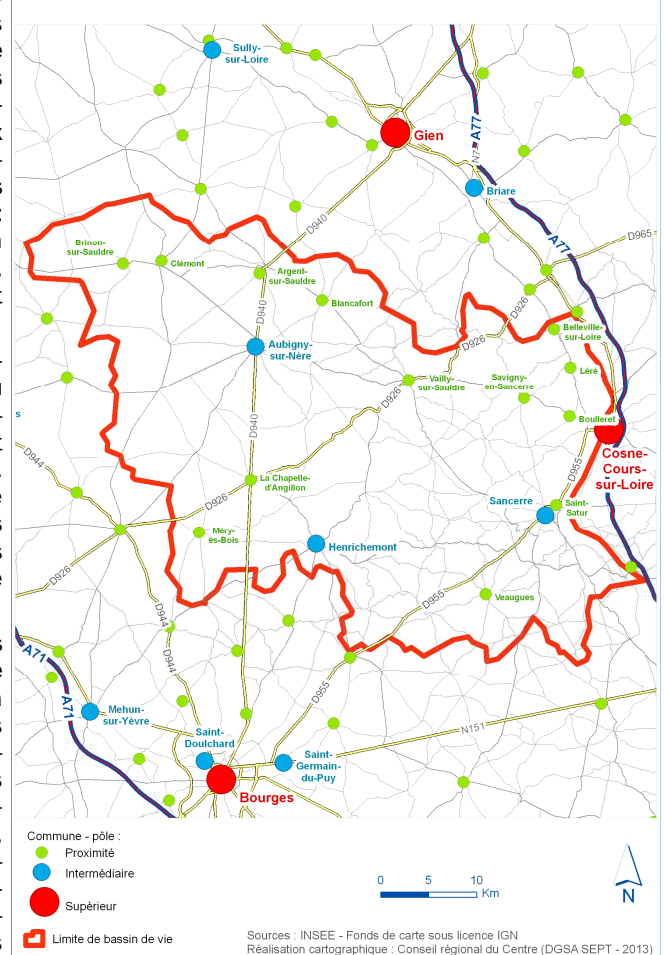 Sully-
sur-Loire
Gien
A77
N7
Briare
A77
D965
D940
Brinon-
sur-Sauldre
Clémont
Argent-
sur-Sauldre
Blancafort
D940
D926
Belleville-
sur-Loire
D926
Aubigny-
sur-Nère
Léré
Vailly-
sur-Sauldre
Savigny-
en-Sancerre
D926
Boulleret
s
D940
Cosne-
Cours-
sur-Loire
D944
D955
La Chapelle-
d'Angillon
D926
Sancerre
Saint-
Satur
Méry-
ès-Bois
Henrichemont
D926
Veaugues
D955
D944
D944
A71
A71
D955
Mehun-
sur-Yèvre
Saint-
Doulchard
N151
Saint-
Germain-
du-Puy
Bourges
Commune - pôle :
Proximité
Intermédiaire
Supérieur
Limite de bassin de vie
0 5 10
Km
N
Sources : INSEE - Fonds de carte sous licence IGN
Réalisation cartographique : Conseil régional du Centre (DGSA SEPT - 2013)